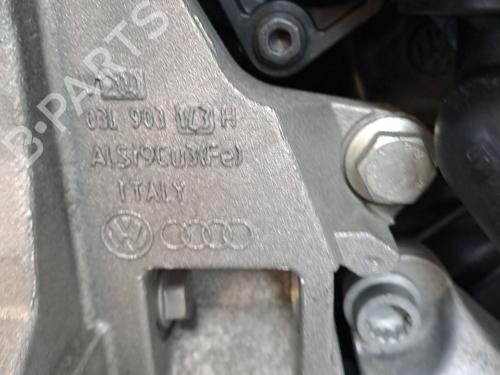 B-PARTS
03L 903 143 H
AlSi9Cu3(Fe)
ITALY